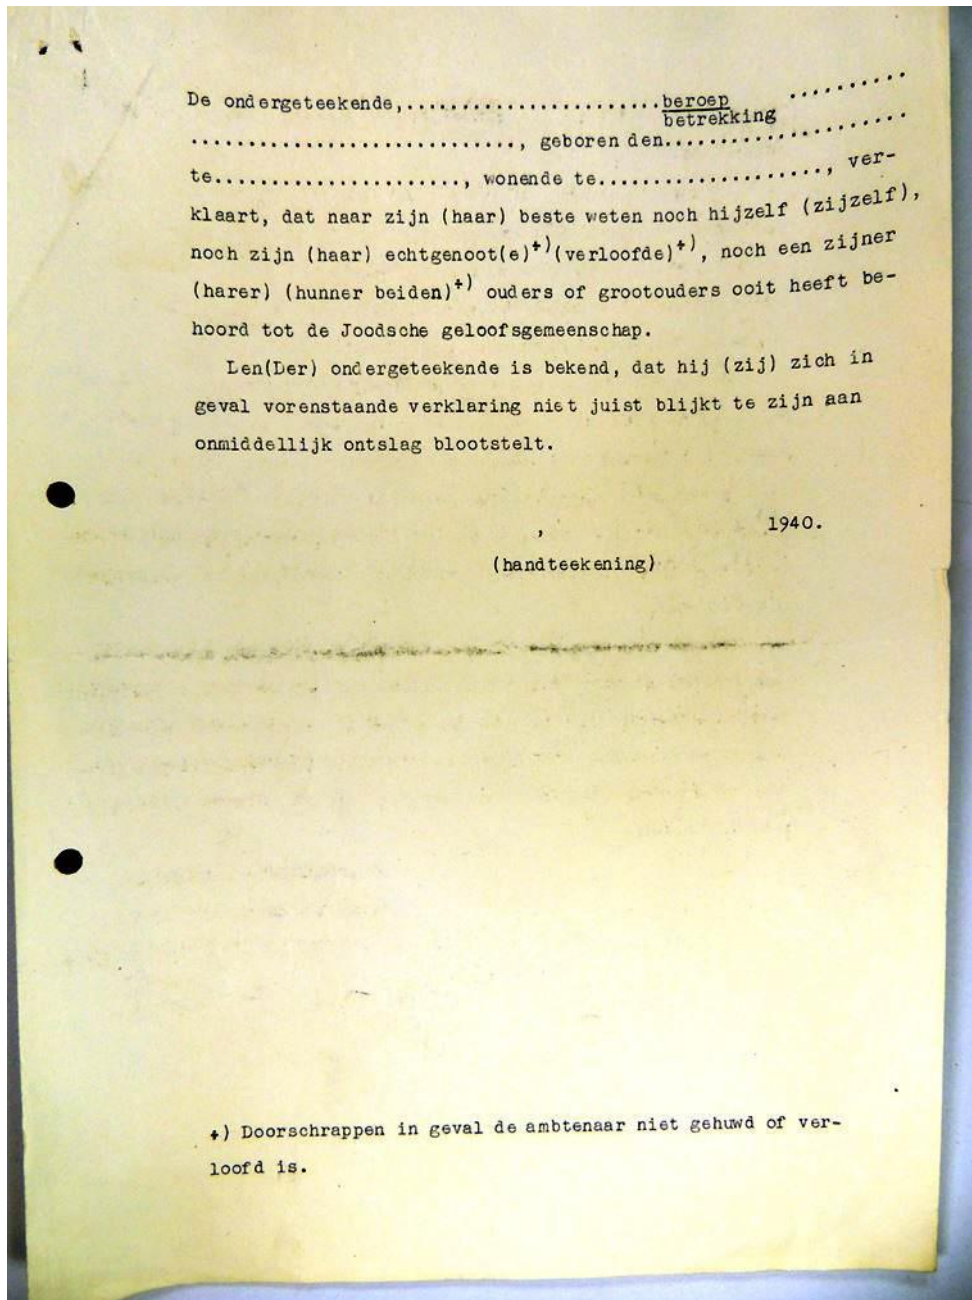 De ondergeteekende,......................beroep ..........
betrekking
............................, geboren den.....................
te....................., wonende te..................., ver-
klaart, dat naar zijn (haar) beste weten noch hijzelf (zijzelf),
noch zijn (haar) echtgenoot(e)+)(verloofde)+), noch een zijner
(harer) (hunner beiden)+) ouders of grootouders ooit heeft be-
hoord tot de Joodsche geloofsgemeenschap.
Den(Der) ondergeteekende is bekend, dat hij (zij) zich in
geval vorenstaande verklaring niet juist blijkt te zijn aan
onmiddellijk ontslag blootstelt.
, 1940.
(handteekening)
+) Doorschrappen in geval de ambtenaar niet gehuwd of ver-
loofd is.